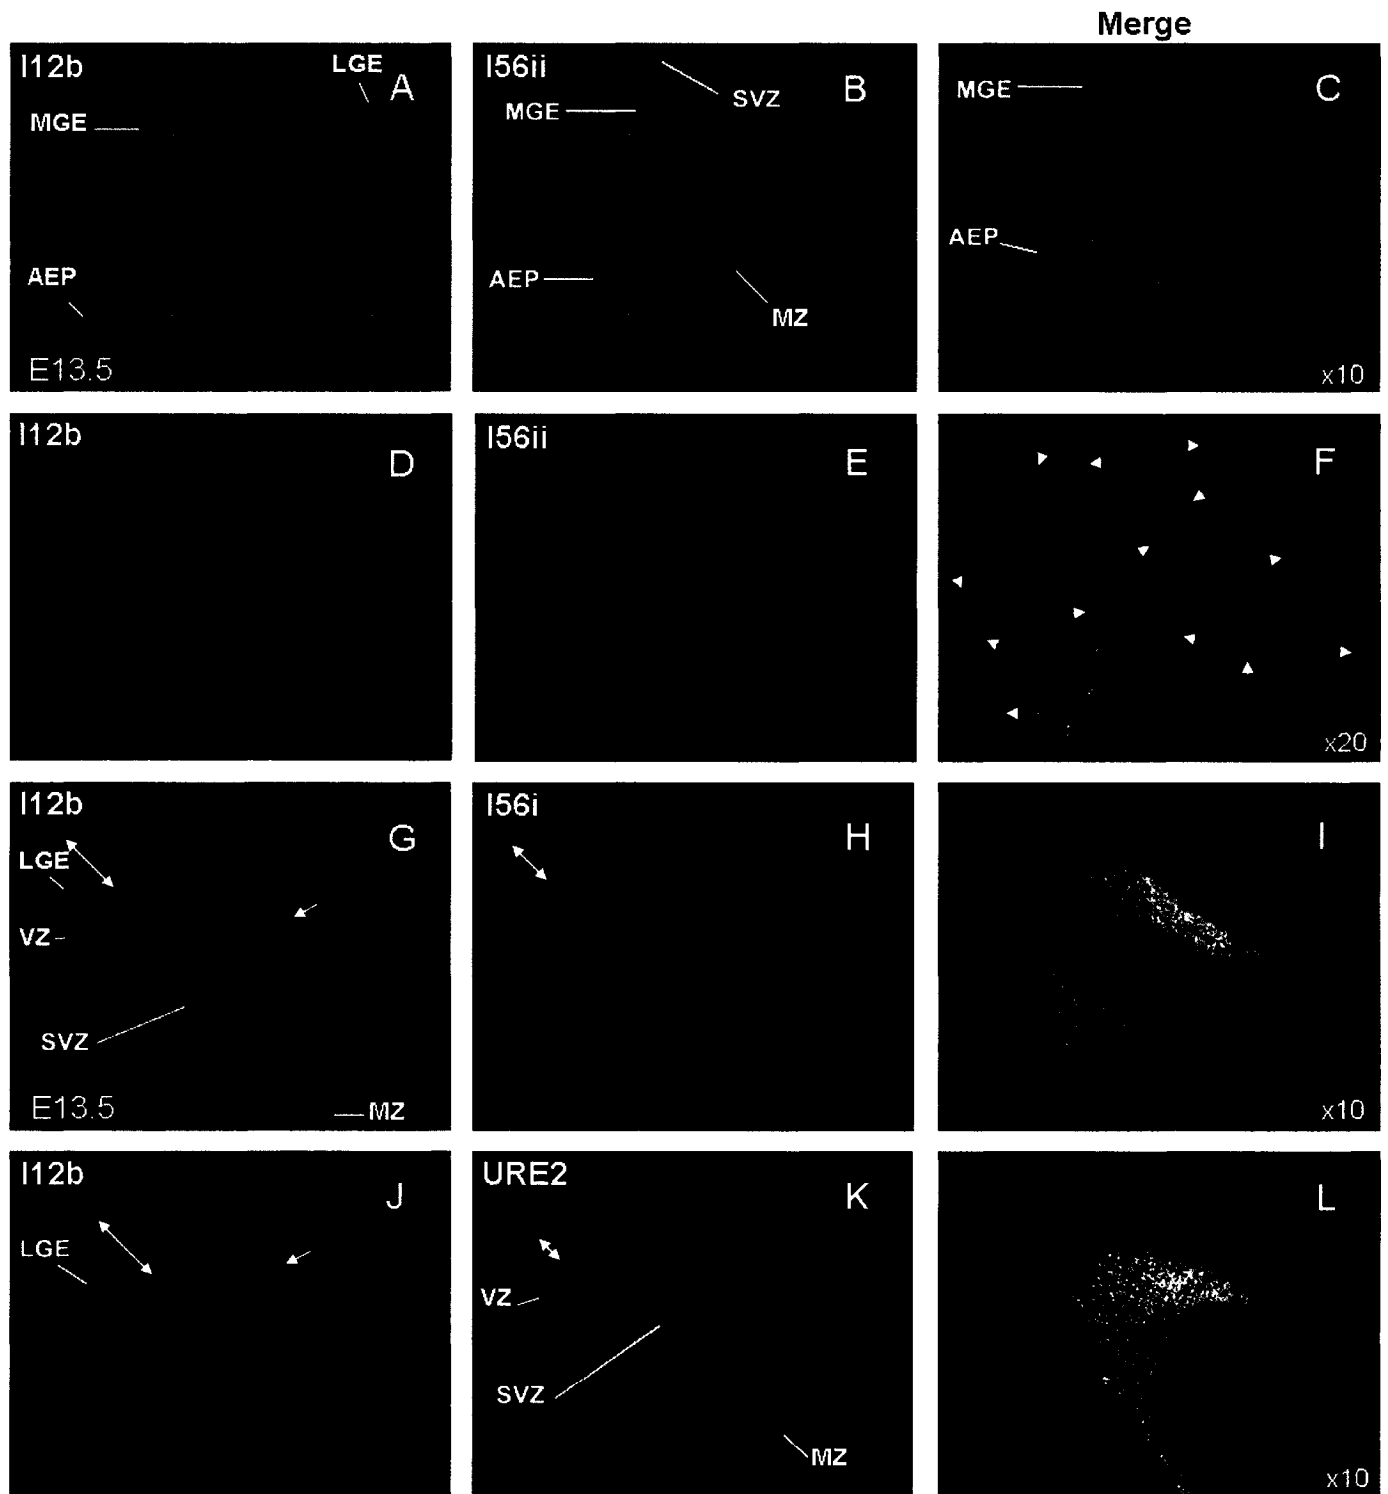 Merge
I12b
LGE
A
MGE
AEP
E13.5
I56ii
SVZ
B
MGE
AEP
MZ
MGE
C
AEP
x10
I12b
D
I56ii
E
F
x20
I12b
G
LGE
VZ
SVZ
E13.5
MZ
I56i
H
I
x10
I12b
J
LGE
URE2
K
VZ
SVZ
MZ
L
x10